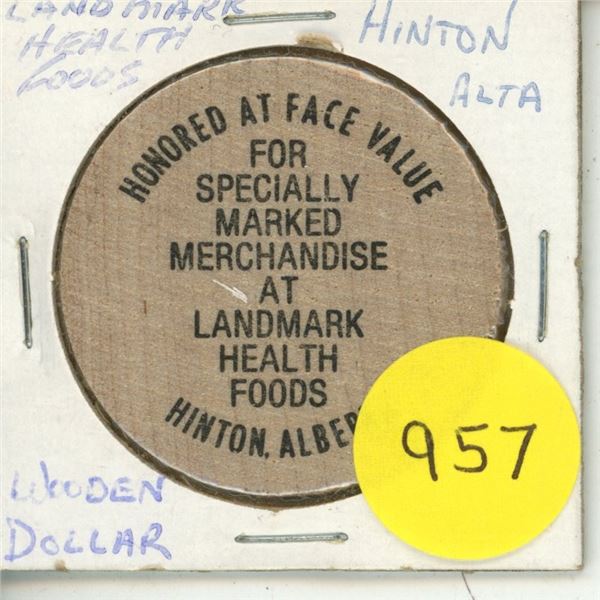 LANDMARK
HEALTH
FOODS
HINTON
ALTA
HONORED AT FACE VALUE
FOR
SPECIALLY
MARKED
MERCHANDISE
AT
LANDMARK
HEALTH
FOODS
HINTON, ALBER
957
WOODEN
DOLLAR